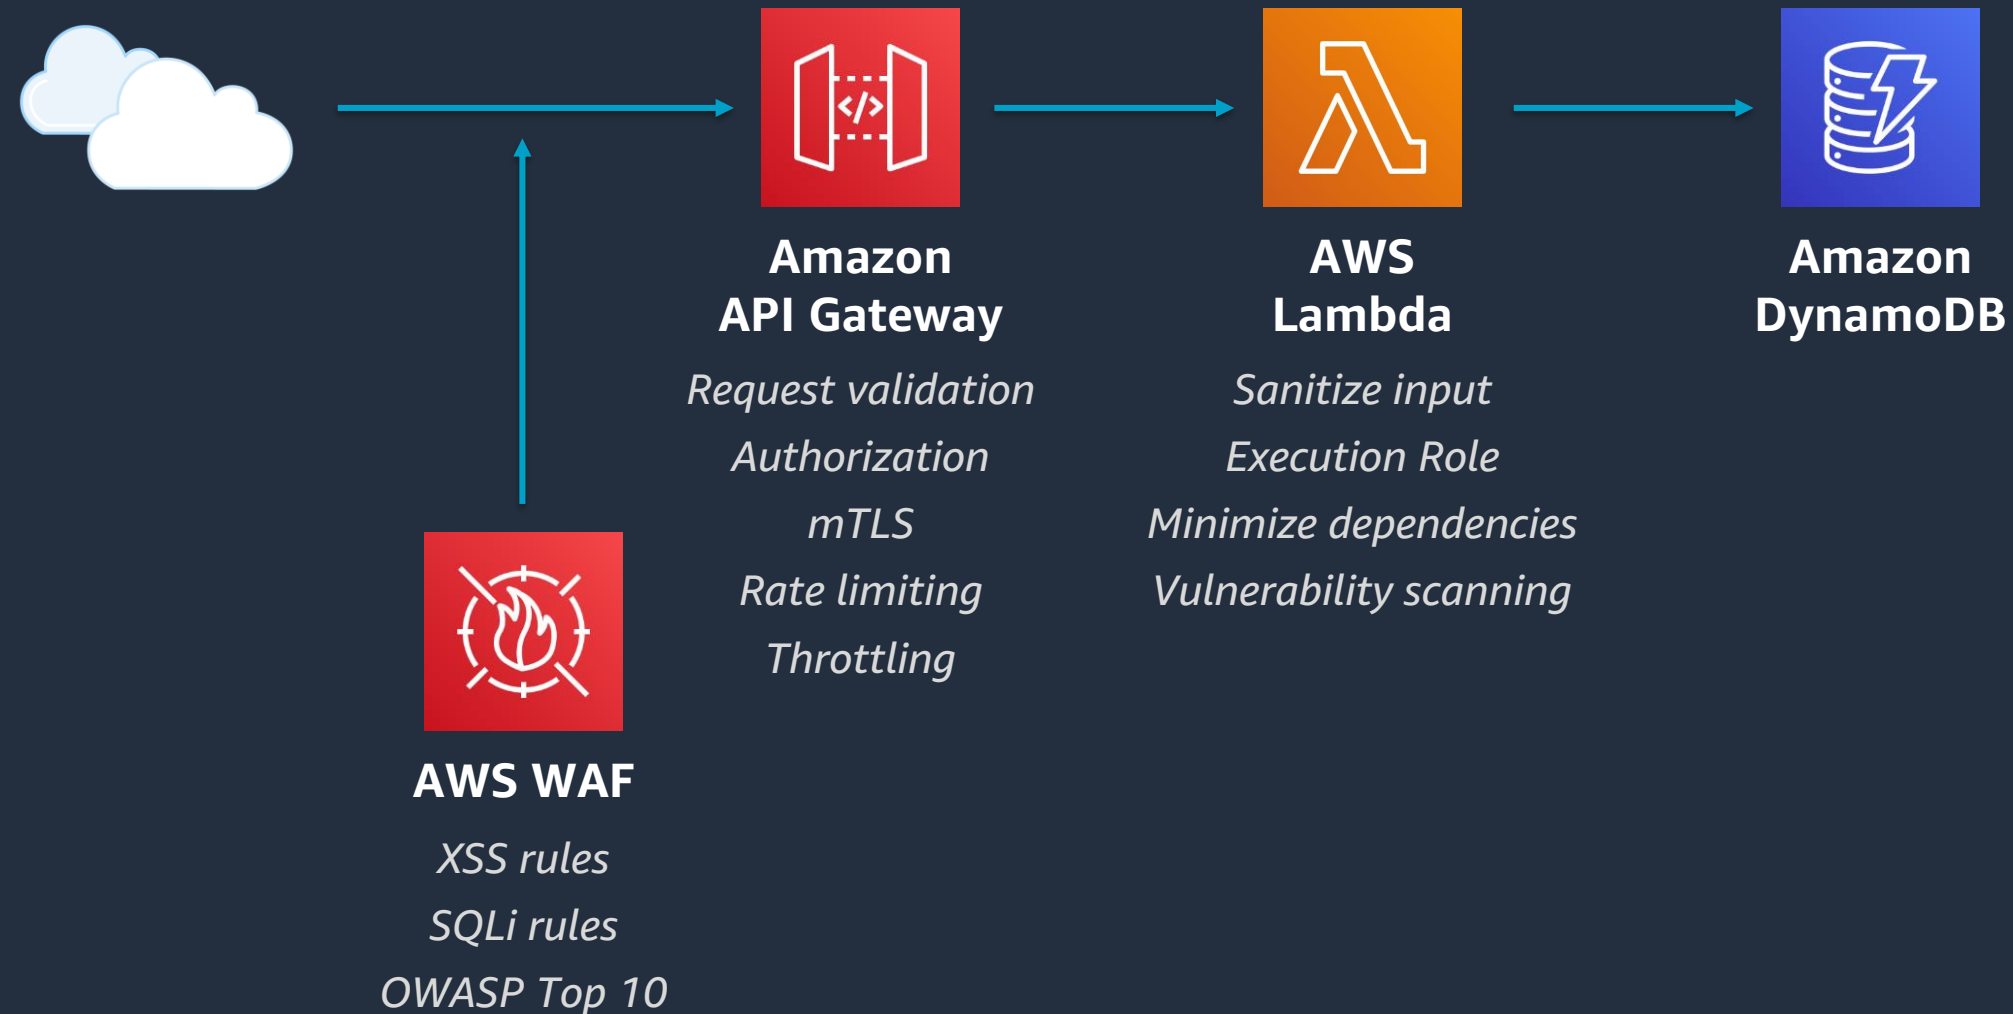 </>
Amazon
API Gateway
Request validation
Authorization
mTLS
Rate limiting
Throttling
AWS
Lambda
Sanitize input
Execution Role
Minimize dependencies
Vulnerability scanning
Amazon
DynamoDB
AWS WAF
XSS rules
SQLi rules
OWASP Top 10